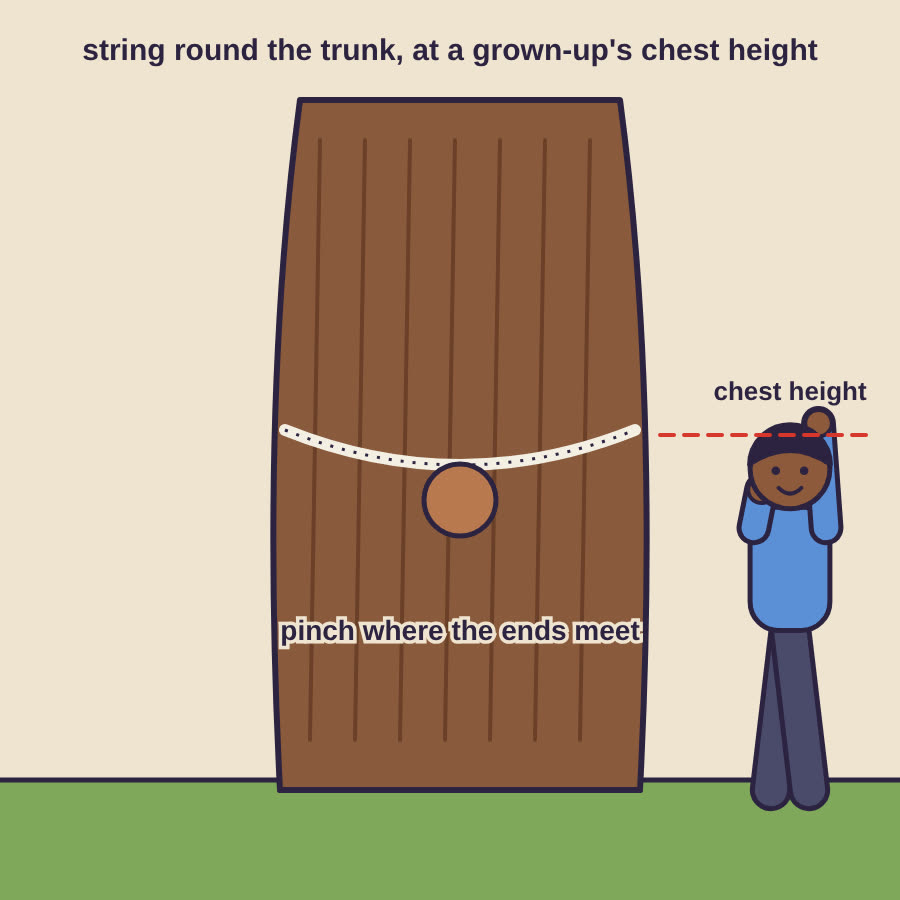 string round the trunk, at a grown-up's chest height
chest height
pinch where the ends meet